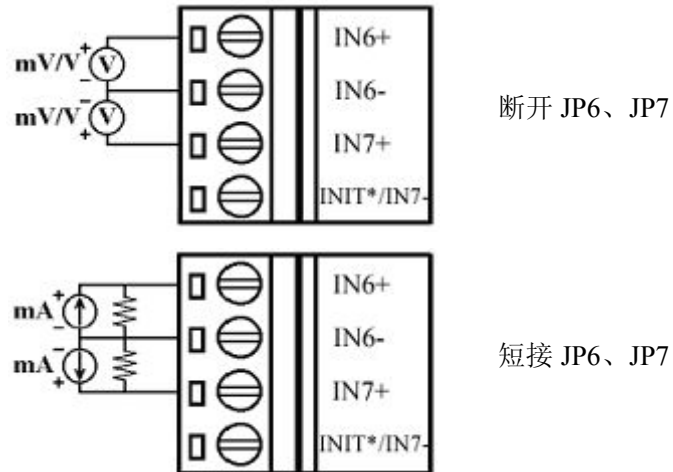 IN6+
mV/V + V -
IN6-
mV/V - V +
IN7+
INIT*/IN7-
断开 JP6、JP7
IN6+
mA + -
IN6-
mA - +
IN7+
INIT*/IN7-
短接 JP6、JP7